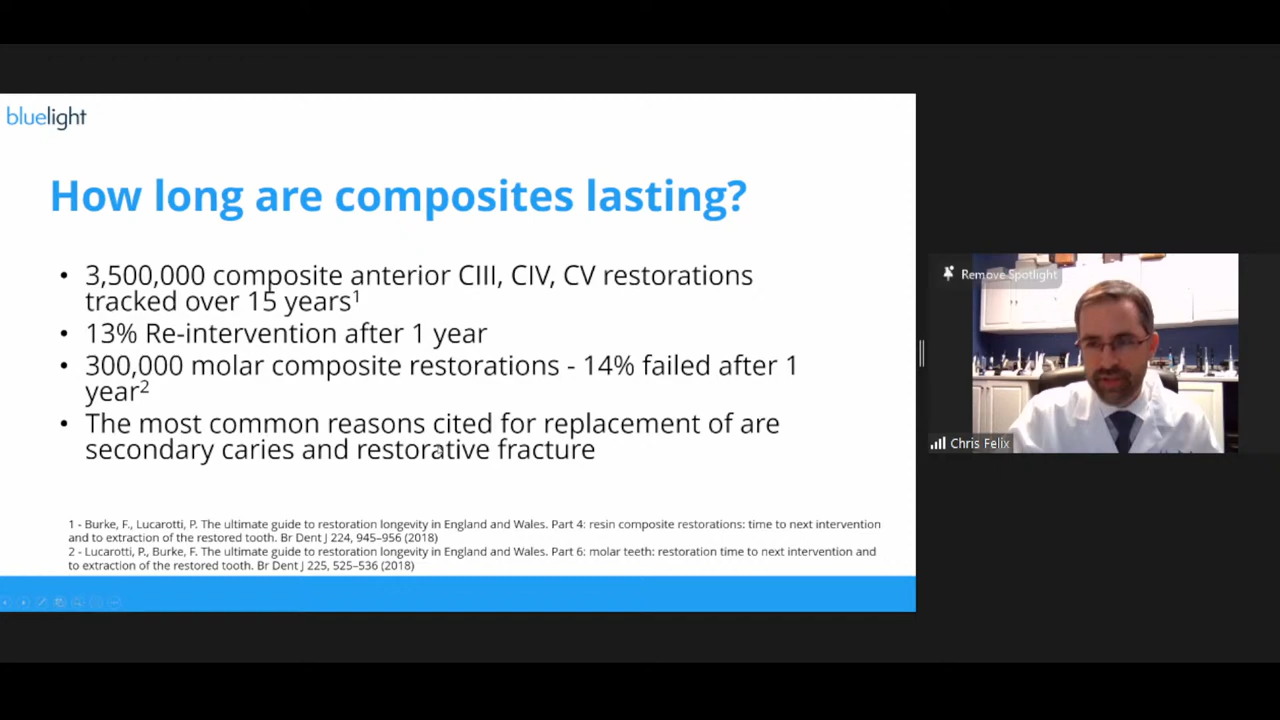 bluelight
How long are composites lasting?
• 3,500,000 composite anterior CIII, CIV, CV restorations
tracked over 15 years1
• 13% Re-intervention after 1 year
• 300,000 molar composite restorations - 14% failed after 1
year2
• The most common reasons cited for replacement of are
secondary caries and restorative fracture
1 - Burke, F., Lucarotti, P. The ultimate guide to restoration longevity in England and Wales. Part 4: resin composite restorations: time to next intervention
and to extraction of the restored tooth. Br Dent J 224, 945–956 (2018)
2 - Lucarotti, P., Burke, F. The ultimate guide to restoration longevity in England and Wales. Part 6: molar teeth: restoration time to next intervention and
to extraction of the restored tooth. Br Dent J 225, 525–536 (2018)
Remove Spotlight
Chris Felix